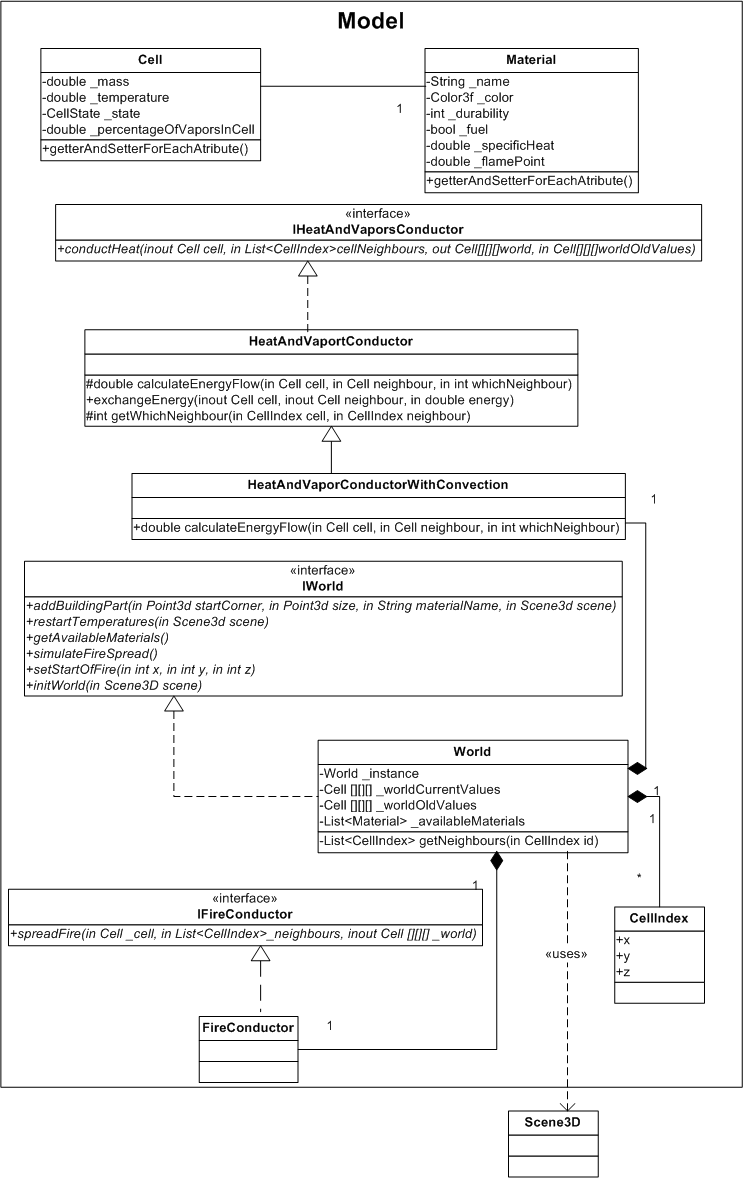 Model
Cell
-double _mass
-double _temperature
-CellState _state
-double _percentageOfVaporsInCell
+getterAndSetterForEachAtribute()
1
Material
-String _name
-Color3f _color
-int _durability
-bool _fuel
-double _specificHeat
-double _flamePoint
+getterAndSetterForEachAtribute()
«interface»
IHeatAndVaporsConductor
+conductHeat(inout Cell cell, in List<CellIndex>cellNeighbours, out Cell[][][]world, in Cell[][][]worldOldValues)
HeatAndVaportConductor
#double calculateEnergyFlow(in Cell cell, in Cell neighbour, in int whichNeighbour)
+exchangeEnergy(inout Cell cell, inout Cell neighbour, in double energy)
#int getWhichNeighbour(in CellIndex cell, in CellIndex neighbour)
HeatAndVaporConductorWithConvection
+double calculateEnergyFlow(in Cell cell, in Cell neighbour, in int whichNeighbour)
1
«interface»
IWorld
+addBuildingPart(in Point3d startCorner, in Point3d size, in String materialName, in Scene3d scene)
+restartTemperatures(in Scene3d scene)
+getAvailableMaterials()
+simulateFireSpread()
+setStartOfFire(in int x, in int y, in int z)
+initWorld(in Scene3D scene)
World
-World _instance
-Cell [][][] _worldCurrentValues
-Cell [][][] _worldOldValues
-List<Material> _availableMaterials
-List<CellIndex> getNeighbours(in CellIndex id)
1
1
*
1
CellIndex
+x
+y
+z
«interface»
IFireConductor
+spreadFire(in Cell _cell, in List<CellIndex>_neighbours, inout Cell [][][] _world)
«uses»
FireConductor
1
Scene3D